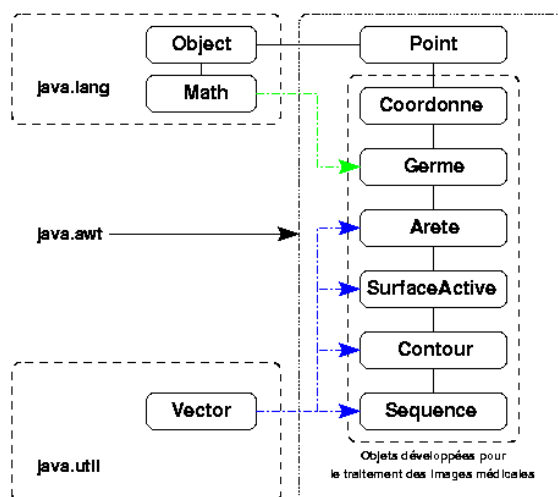 Object
Point
java.lang
Math
Coordonne
Germe
java.awt
Arete
SurfaceActive
Contour
Vector
Sequence
java.util
Objets développées pour
le traitement des images médicales